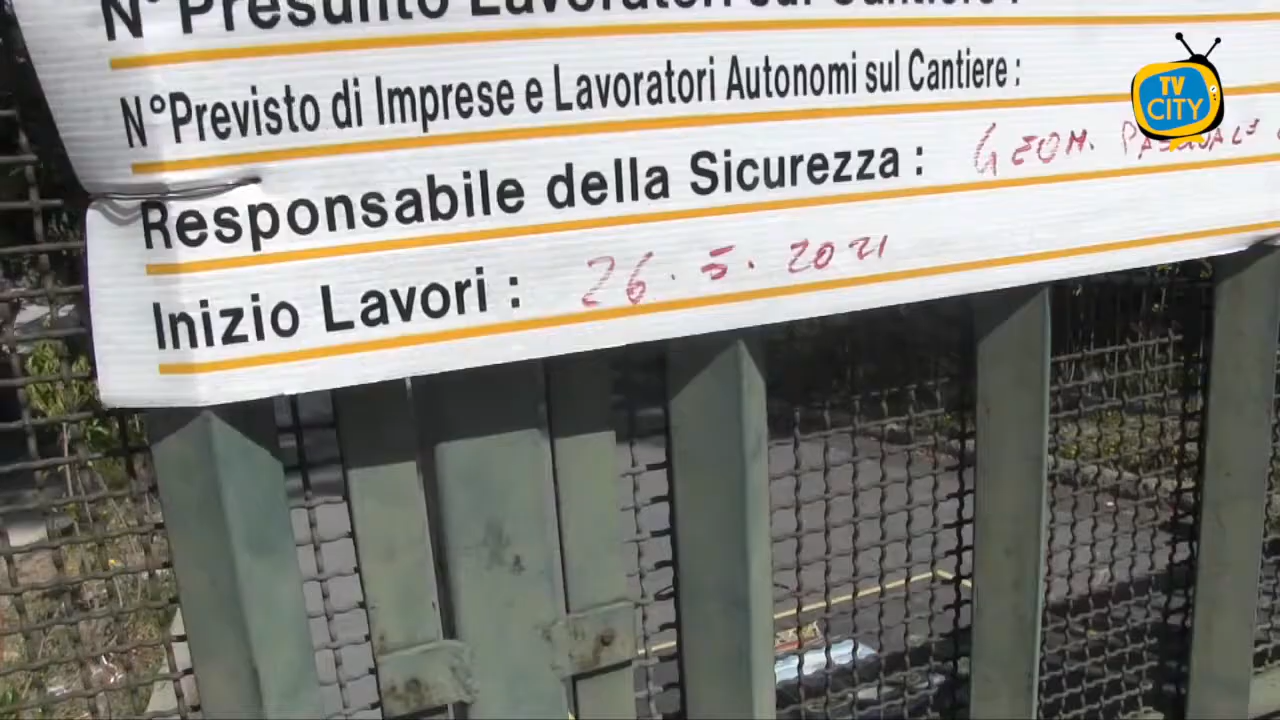 N° Presunto Lavoratori sul Cantiere :
N° Previsto di Imprese e Lavoratori Autonomi sul Cantiere :
Responsabile della Sicurezza : GEOM. PASQUALE
Inizio Lavori : 26. 5. 2021
TV
CITY